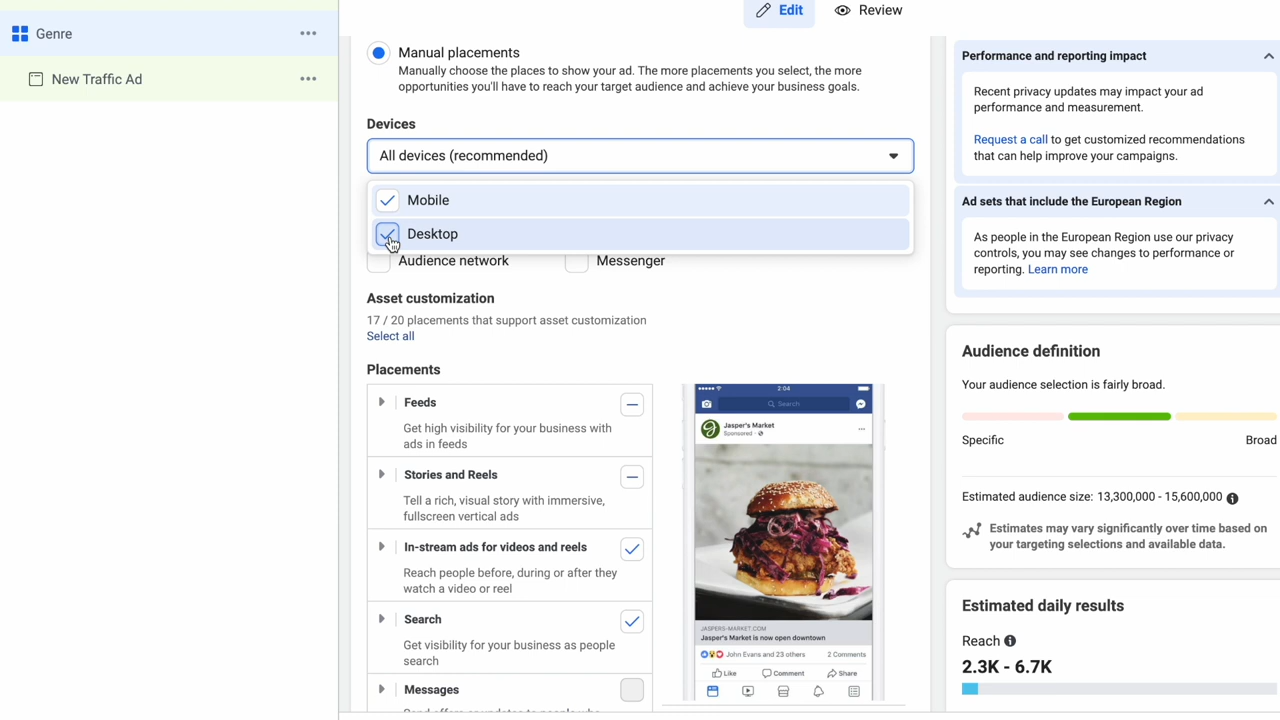 Genre
New Traffic Ad
Edit
Review
Manual placements
Manually choose the places to show your ad. The more placements you select, the more
opportunities you'll have to reach your target audience and achieve your business goals.
Devices
All devices (recommended)
Mobile
Desktop
Audience network
Messenger
Asset customization
17 / 20 placements that support asset customization
Select all
Placements
Feeds
Get high visibility for your business with
ads in feeds
Stories and Reels
Tell a rich, visual story with immersive,
fullscreen vertical ads
In-stream ads for videos and reels
Reach people before, during or after they
watch a video or reel
Search
Get visibility for your business as people
search
Messages
2:04
Search
Jasper's Market
Sponsored
JASPERS-MARKET.COM
Jasper's Market is now open downtown
John Evans and 23 others
2 Comments
Like
Comment
Share
Performance and reporting impact
Recent privacy updates may impact your ad
performance and measurement.
Request a call to get customized recommendations
that can help improve your campaigns.
Ad sets that include the European Region
As people in the European Region use our privacy
controls, you may see changes to performance or
reporting. Learn more
Audience definition
Your audience selection is fairly broad.
Specific
Broad
Estimated audience size: 13,300,000 - 15,600,000
Estimates may vary significantly over time based on
your targeting selections and available data.
Estimated daily results
Reach
2.3K - 6.7K